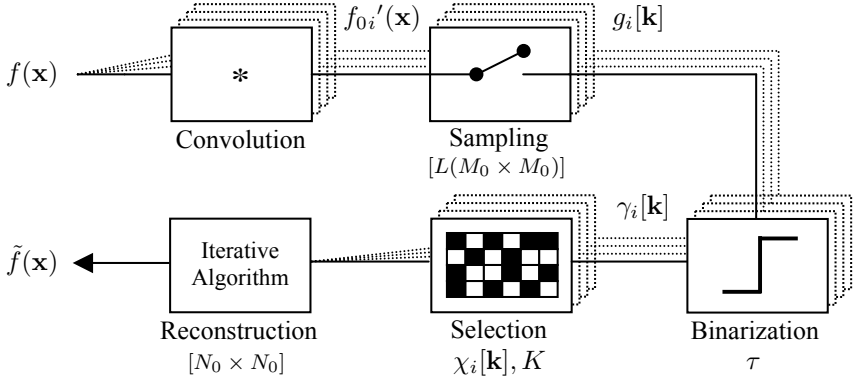 f₀ᵢ′(x)
gᵢ[k]
f(x)
*
Convolution
Sampling
[L(M₀ × M₀)]
γᵢ[k]
f̃(x)
Iterative
Algorithm
Reconstruction
Selection
Binarization
[N₀ × N₀]
χᵢ[k], K
τ